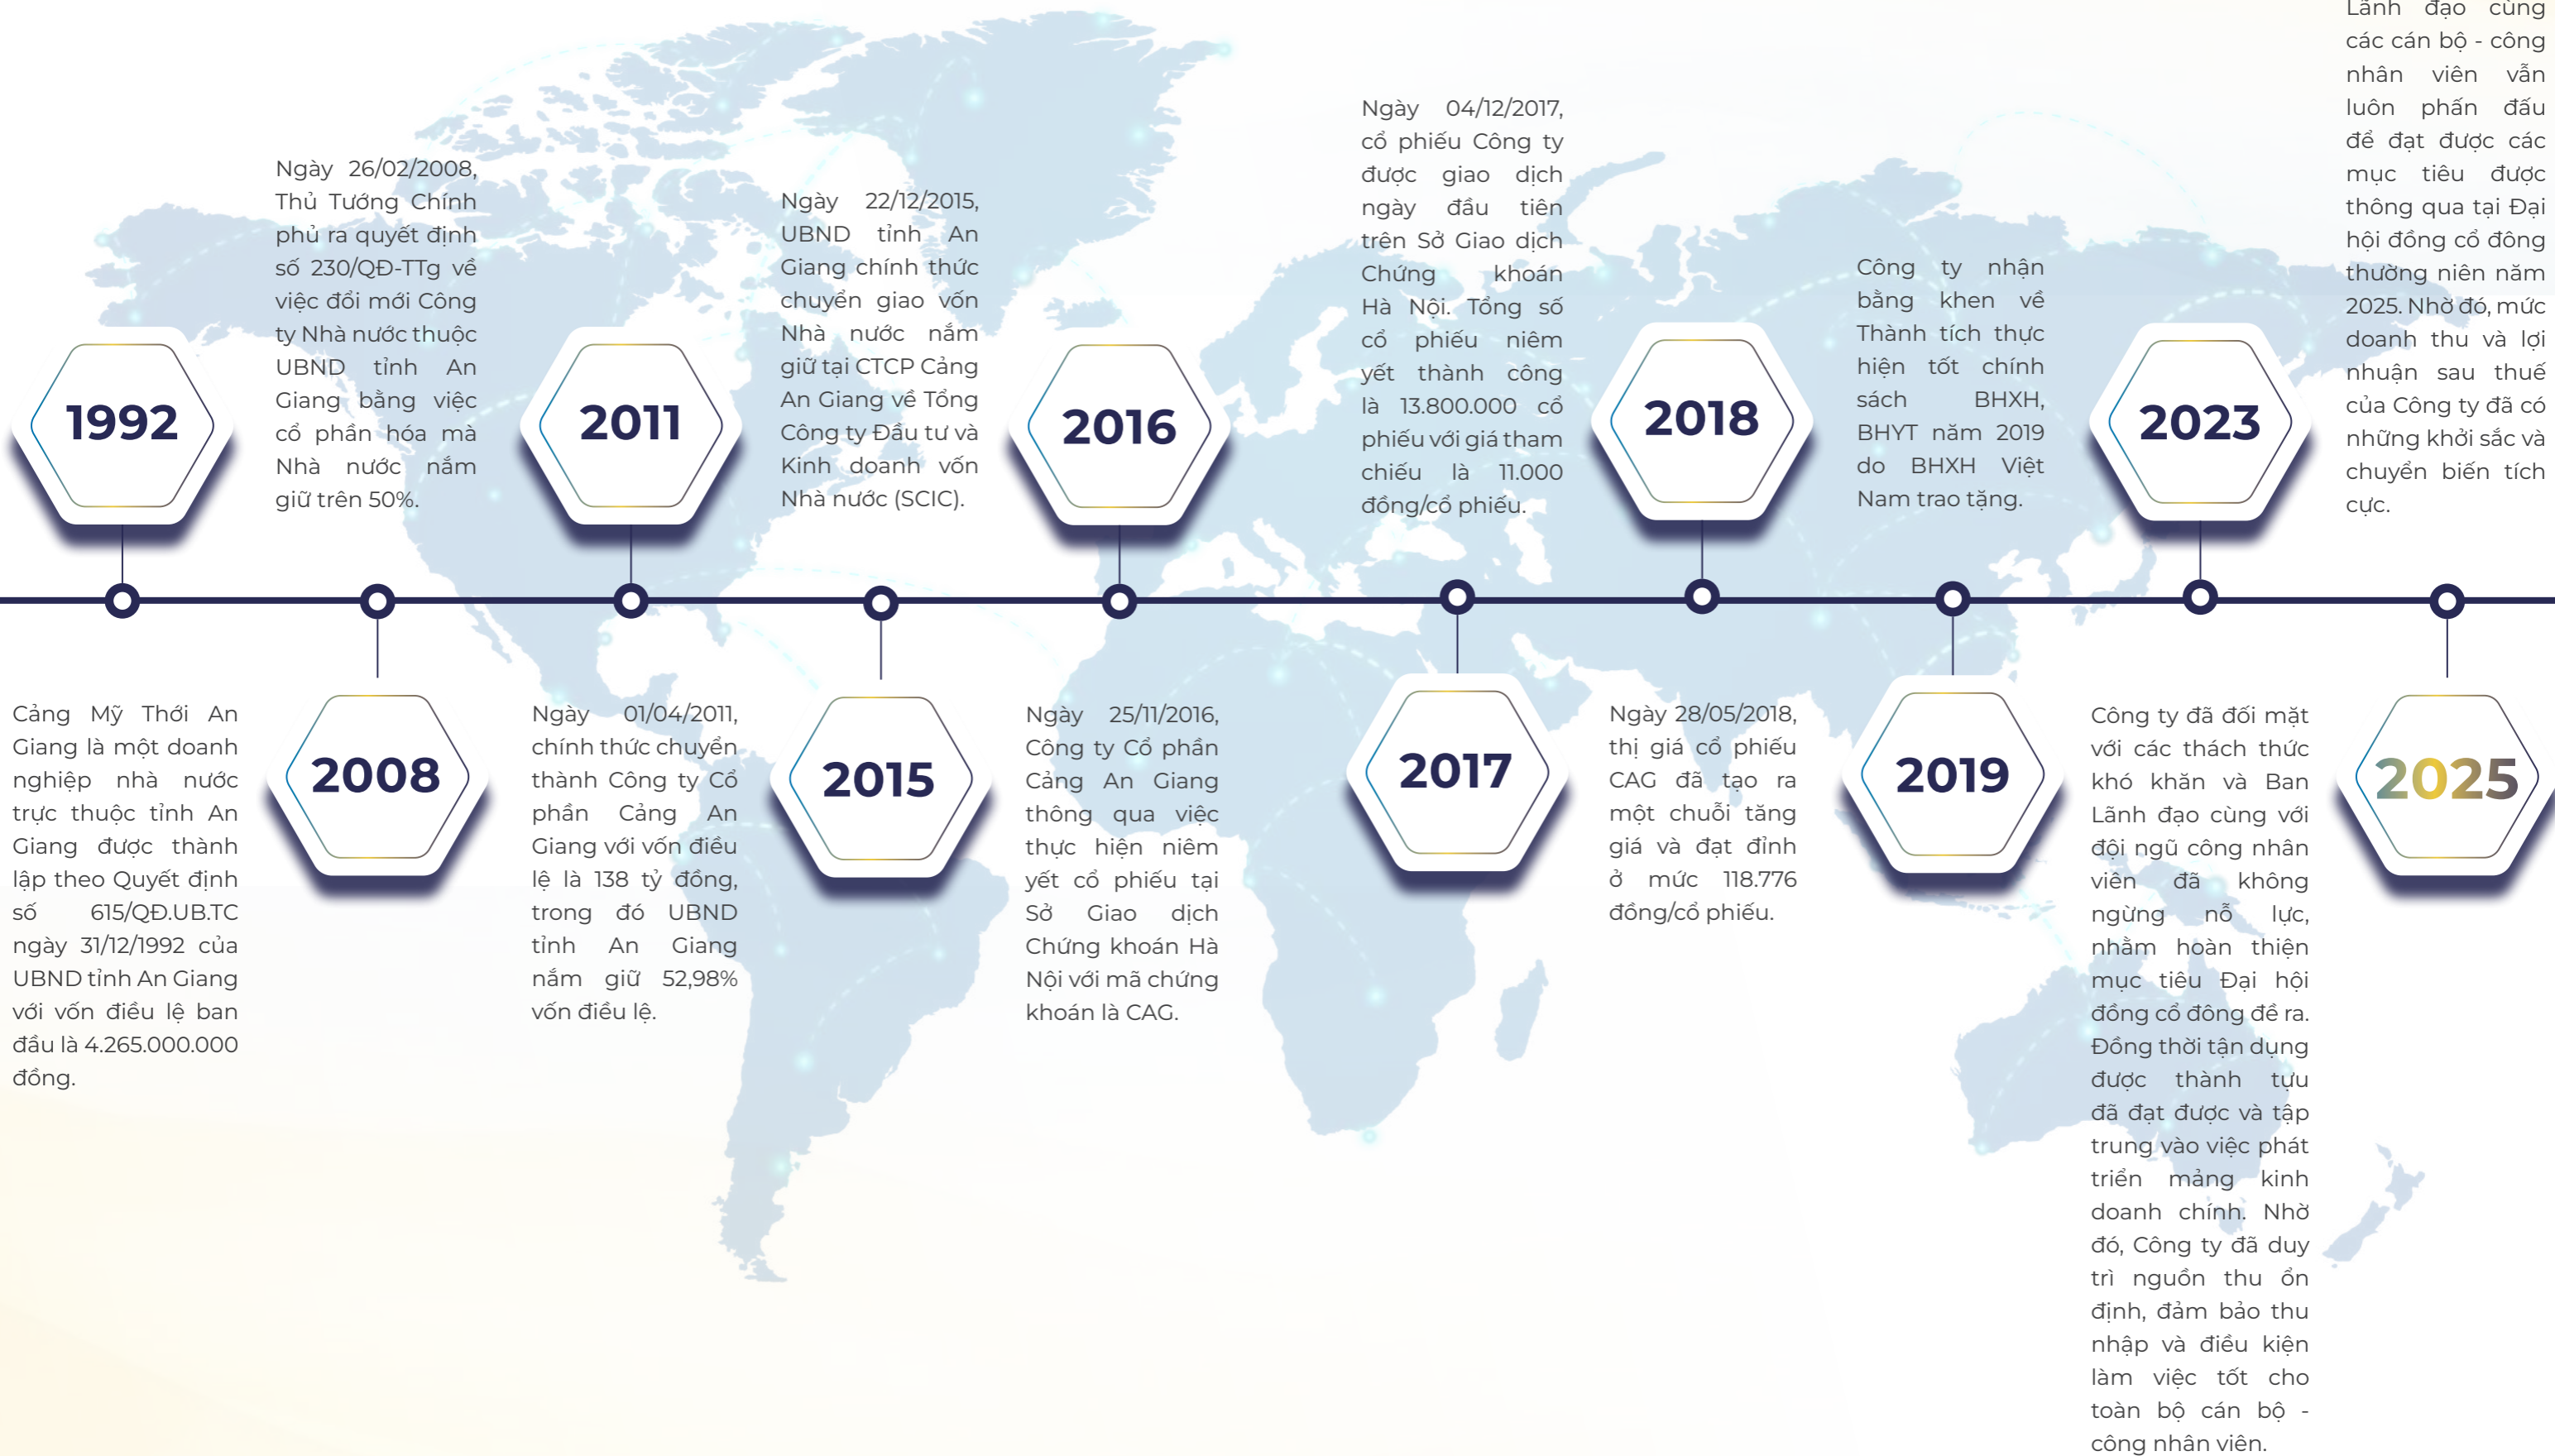 1992
Cảng Mỹ Thới An
Giang là một doanh
nghiệp nhà nước
trực thuộc tỉnh An
Giang được thành
lập theo Quyết định
số 615/QĐ.UB.TC
ngày 31/12/1992 của
UBND tỉnh An Giang
với vốn điều lệ ban
đầu là 4.265.000.000
đồng.
Ngày 26/02/2008,
Thủ Tướng Chính
phủ ra quyết định
số 230/QĐ-TTg về
việc đổi mới Công
ty Nhà nước thuộc
UBND tỉnh An
Giang bằng việc
cổ phần hóa mà
Nhà nước nắm
giữ trên 50%.
2008
2011
Ngày 01/04/2011,
chính thức chuyển
thành Công ty Cổ
phần Cảng An
Giang với vốn điều
lệ là 138 tỷ đồng,
trong đó UBND
tỉnh An Giang
nắm giữ 52,98%
vốn điều lệ.
Ngày 22/12/2015,
UBND tỉnh An
Giang chính thức
chuyển giao vốn
Nhà nước nắm
giữ tại CTCP Cảng
An Giang về Tổng
Công ty Đầu tư và
Kinh doanh vốn
Nhà nước (SCIC).
2015
2016
Ngày 25/11/2016,
Công ty Cổ phần
Cảng An Giang
thông qua việc
thực hiện niêm
yết cổ phiếu tại
Sở Giao dịch
Chứng khoán Hà
Nội với mã chứng
khoán là CAG.
Ngày 04/12/2017,
cổ phiếu Công ty
được giao dịch
ngày đầu tiên
trên Sở Giao dịch
Chứng khoán
Hà Nội. Tổng số
cổ phiếu niêm
yết thành công
là 13.800.000 cổ
phiếu với giá tham
chiếu là 11.000
đồng/cổ phiếu.
2017
2018
Ngày 28/05/2018,
thị giá cổ phiếu
CAG đã tạo ra
một chuỗi tăng
giá và đạt đỉnh
ở mức 118.776
đồng/cổ phiếu.
Công ty nhận
bằng khen về
Thành tích thực
hiện tốt chính
sách BHXH,
BHYT năm 2019
do BHXH Việt
Nam trao tặng.
2019
2023
Công ty đã đối mặt
với các thách thức
khó khăn và Ban
Lãnh đạo cùng với
đội ngũ công nhân
viên đã không
ngừng nỗ lực,
nhằm hoàn thiện
mục tiêu Đại hội
đồng cổ đông đề ra.
Đồng thời tận dụng
được thành tựu
đã đạt được và tập
trung vào việc phát
triển mảng kinh
doanh chính. Nhờ
đó, Công ty đã duy
trì nguồn thu ổn
định, đảm bảo thu
nhập và điều kiện
làm việc tốt cho
toàn bộ cán bộ -
công nhân viên.
Lãnh đạo cùng
các cán bộ - công
nhân viên vẫn
luôn phấn đấu
để đạt được các
mục tiêu được
thông qua tại Đại
hội đồng cổ đông
thường niên năm
2025. Nhờ đó, mức
doanh thu và lợi
nhuận sau thuế
của Công ty đã có
những khởi sắc và
chuyển biến tích
cực.
2025